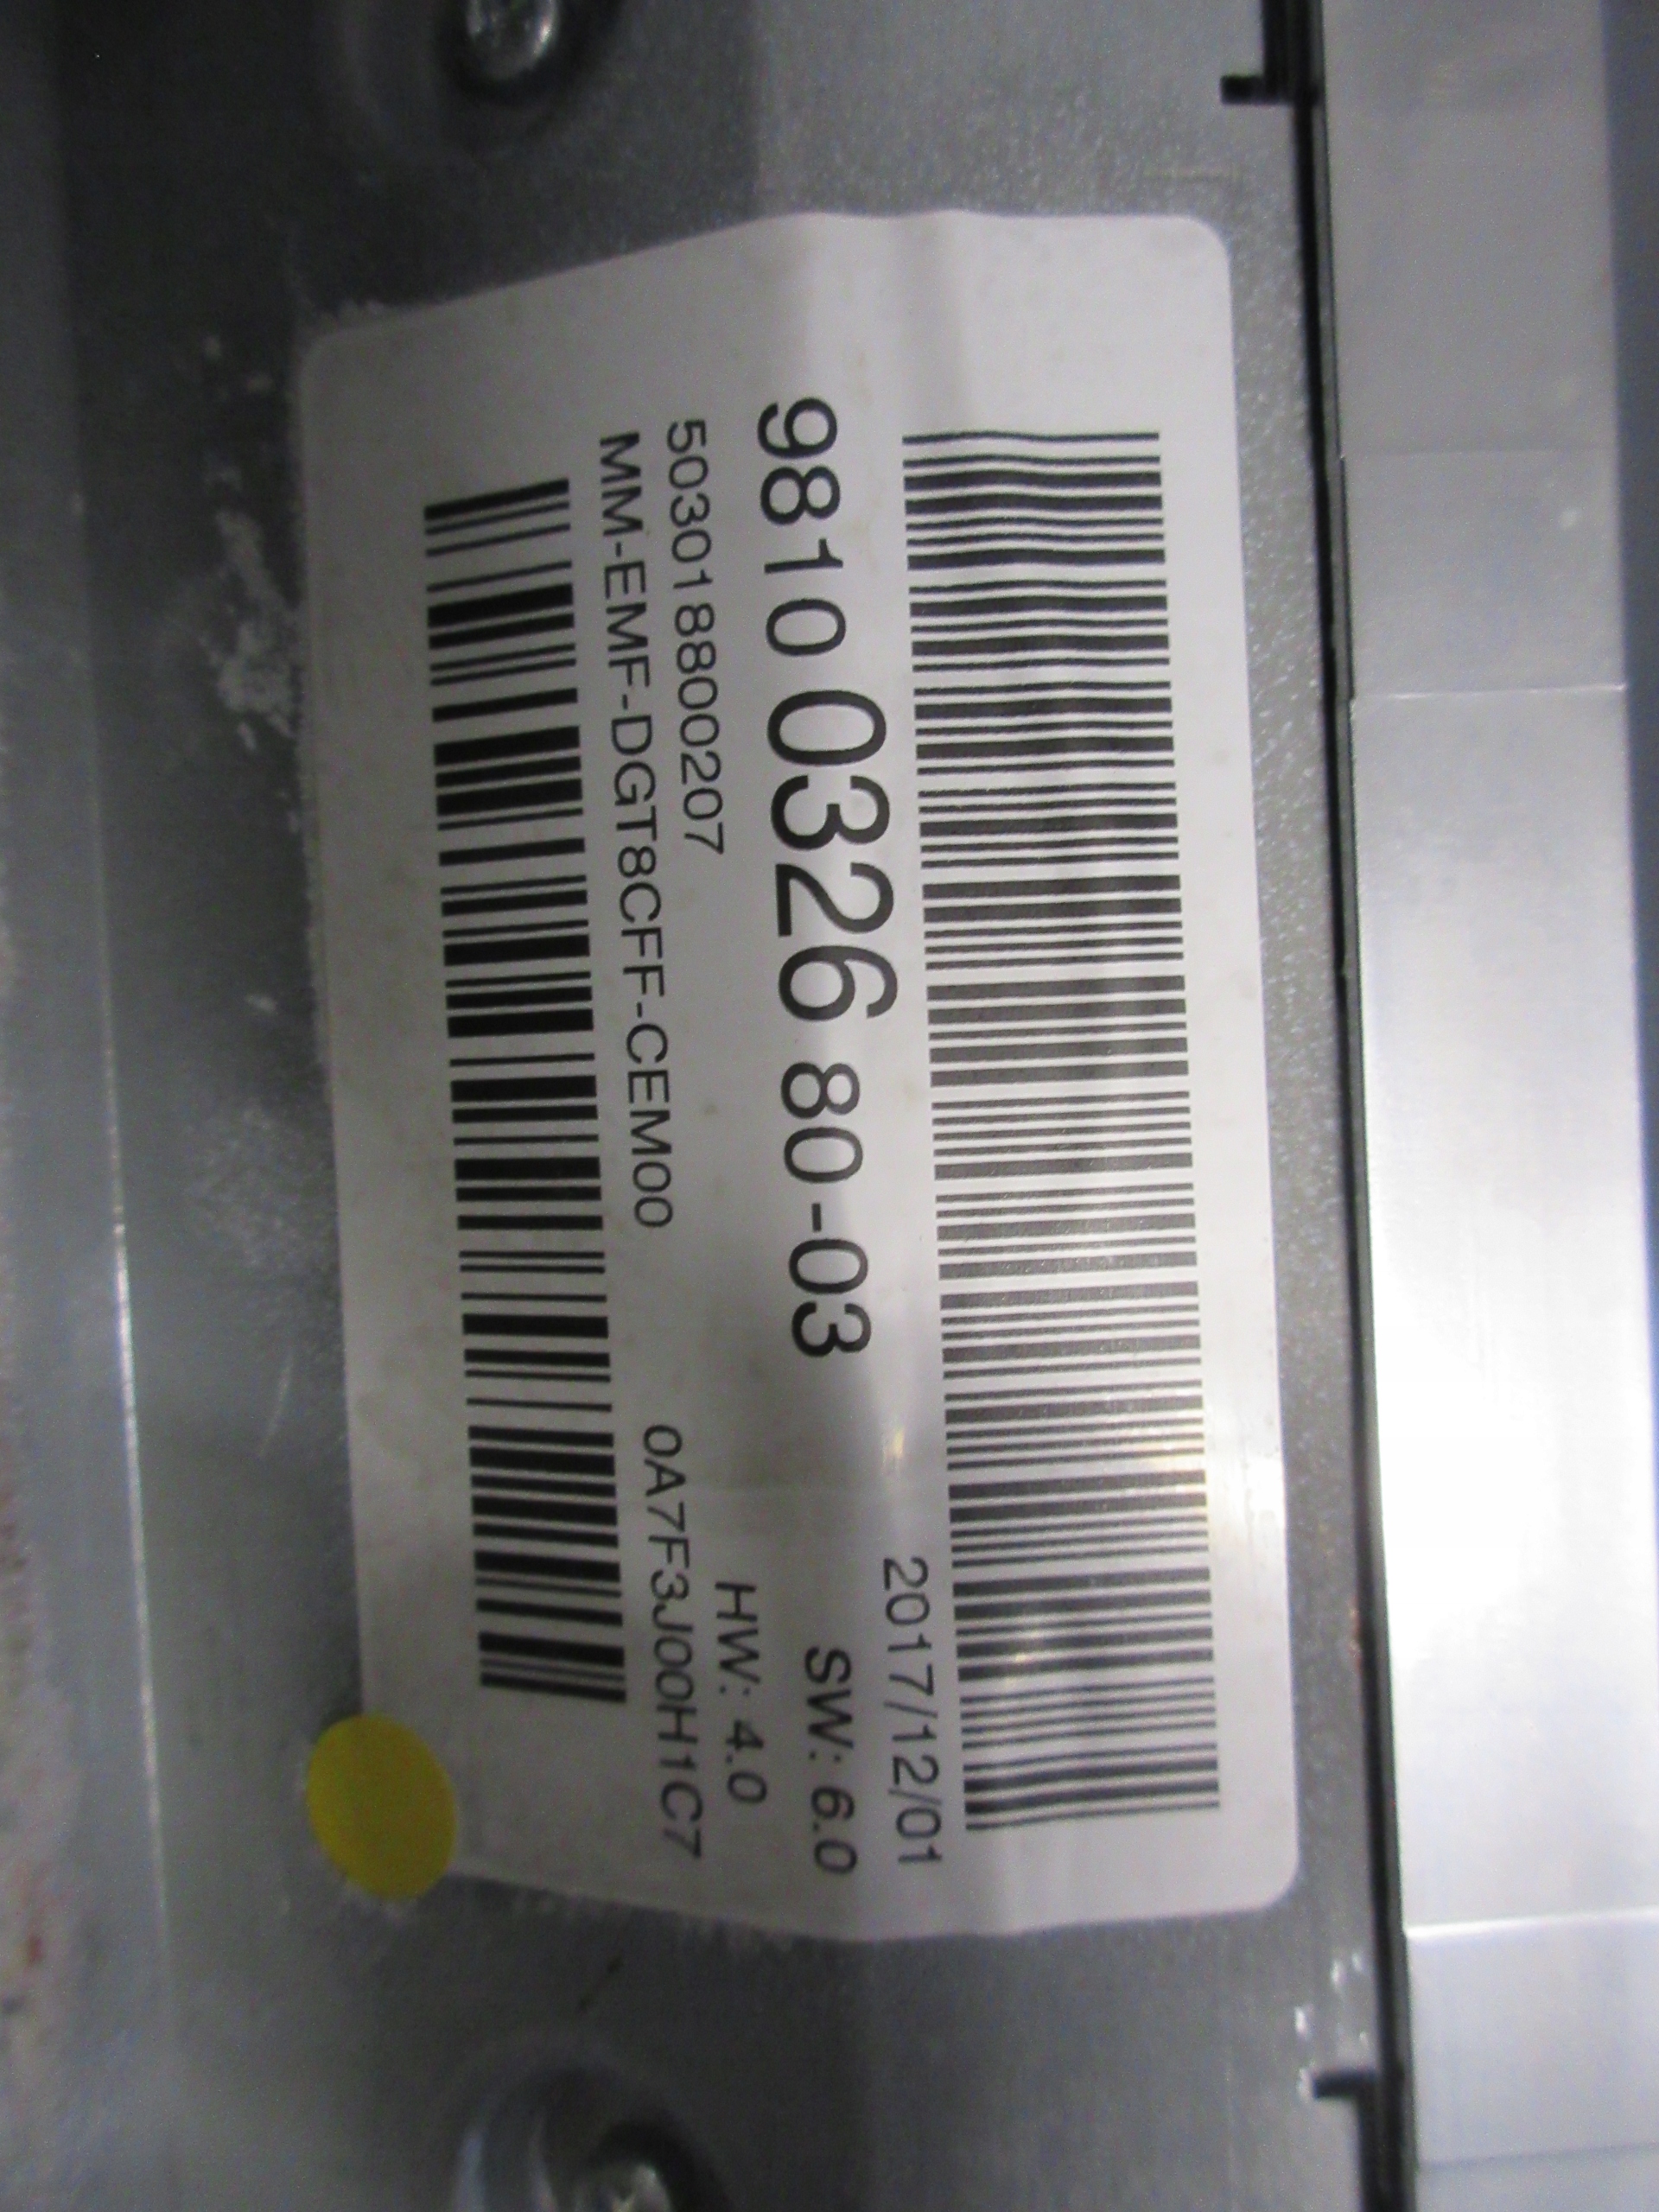 2017/12/01
9810 0326 80-03
SW: 6.0
503018800207
HW: 4.0
MM-EMF-DGT8CFF-CEM00
0A7F3J00H1C7